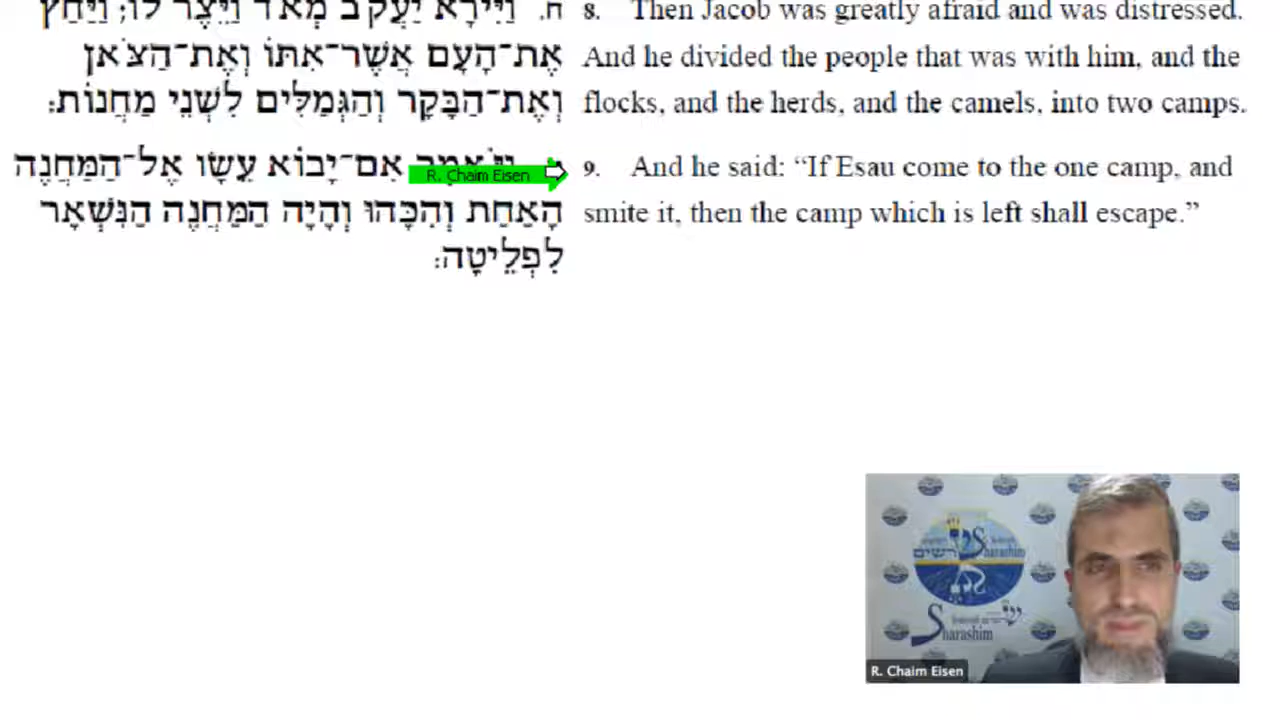 ח. וַיִּירָא יַעֲקֹב מְאֹד וַיֵּצֶר לוֹ; וַיַּחַץ
אֶת־הָעָם אֲשֶׁר־אִתּוֹ וְאֶת־הַצֹּאן
וְאֶת־הַבָּקָר וְהַגְּמַלִּים לִשְׁנֵי מַחֲנוֹת:
8. Then Jacob was greatly afraid and was distressed.
And he divided the people that was with him, and the
flocks, and the herds, and the camels, into two camps.
אִם־יָבוֹא עֵשָׂו אֶל־הַמַּחֲנֶה
הָאַחַת וְהִכָּהוּ וְהָיָה הַמַּחֲנֶה הַנִּשְׁאָר
לִפְלֵיטָה:
R. Chaim Eisen
9. And he said: “If Esau come to the one camp, and
smite it, then the camp which is left shall escape.”
שרשים
Sharashim
Sharashim
R. Chaim Eisen